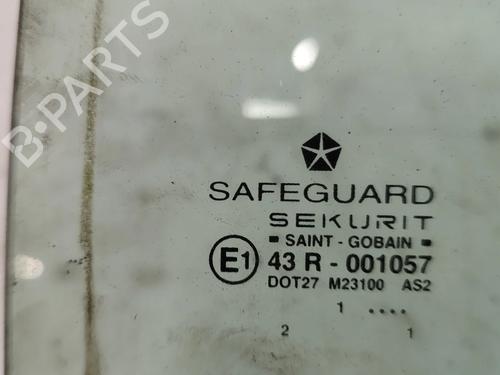 B-PARTS
SAFEGUARD
SEKURIT
SAINT - GOBAIN
E1 43 R - 001057
DOT27 M23100 AS2
1 ....
2 1